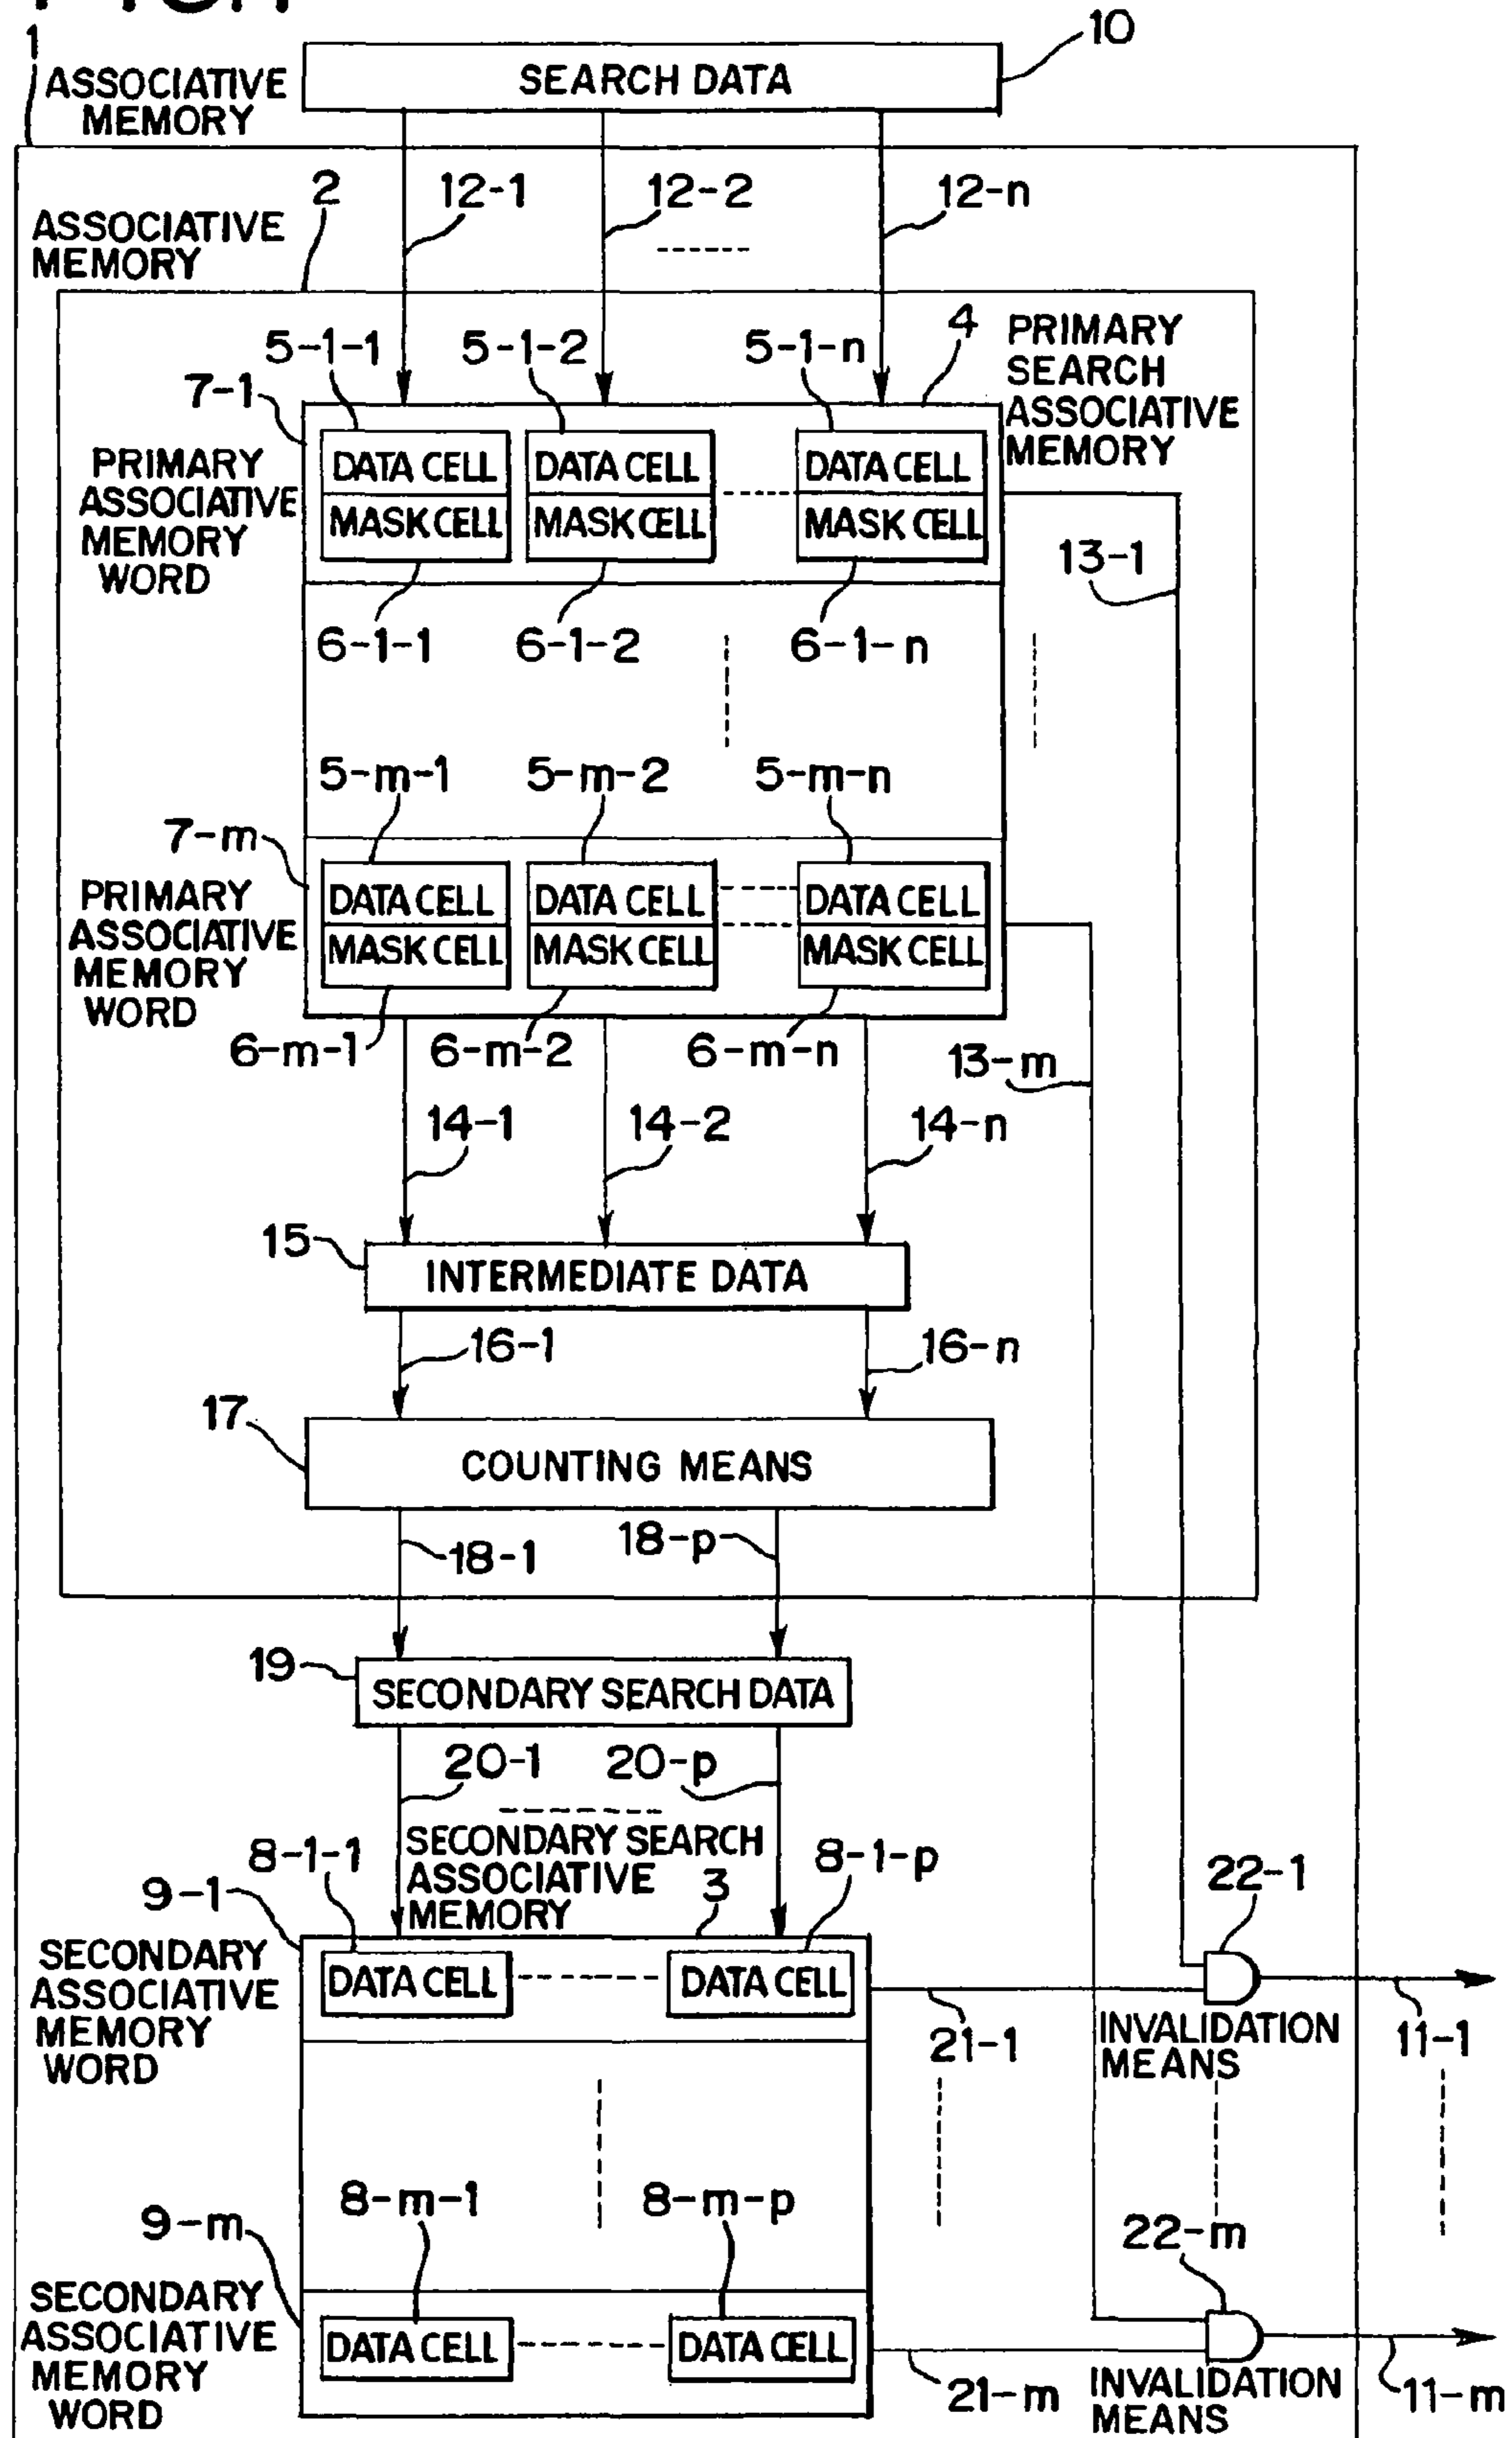 1
10
ASSOCIATIVE
MEMORY
SEARCH DATA
2
12-1
12-2
12-n
ASSOCIATIVE
MEMORY
5-1-1
5-1-2
5-1-n
4
PRIMARY
SEARCH
ASSOCIATIVE
MEMORY
7-1
PRIMARY
ASSOCIATIVE
MEMORY
WORD
DATA CELL
DATA CELL
DATA CELL
MASK CELL
MASK CELL
MASK CELL
13-1
6-1-1
6-1-2
6-1-n
5-m-1
5-m-2
5-m-n
7-m
PRIMARY
ASSOCIATIVE
MEMORY
WORD
DATA CELL
DATA CELL
DATA CELL
MASK CELL
MASK CELL
MASK CELL
6-m-1
6-m-2
6-m-n
13-m
14-1
14-2
14-n
15
INTERMEDIATE DATA
16-1
16-n
17
COUNTING MEANS
18-1
18-p
19
SECONDARY SEARCH DATA
20-1
20-p
SECONDARY SEARCH
ASSOCIATIVE
MEMORY
3
8-1-1
8-1-p
9-1
22-1
SECONDARY
ASSOCIATIVE
MEMORY
WORD
DATA CELL
DATA CELL
21-1
INVALIDATION
MEANS
11-1
8-m-1
8-m-p
9-m
22-m
SECONDARY
ASSOCIATIVE
MEMORY
WORD
DATA CELL
DATA CELL
21-m
INVALIDATION
MEANS
11-m